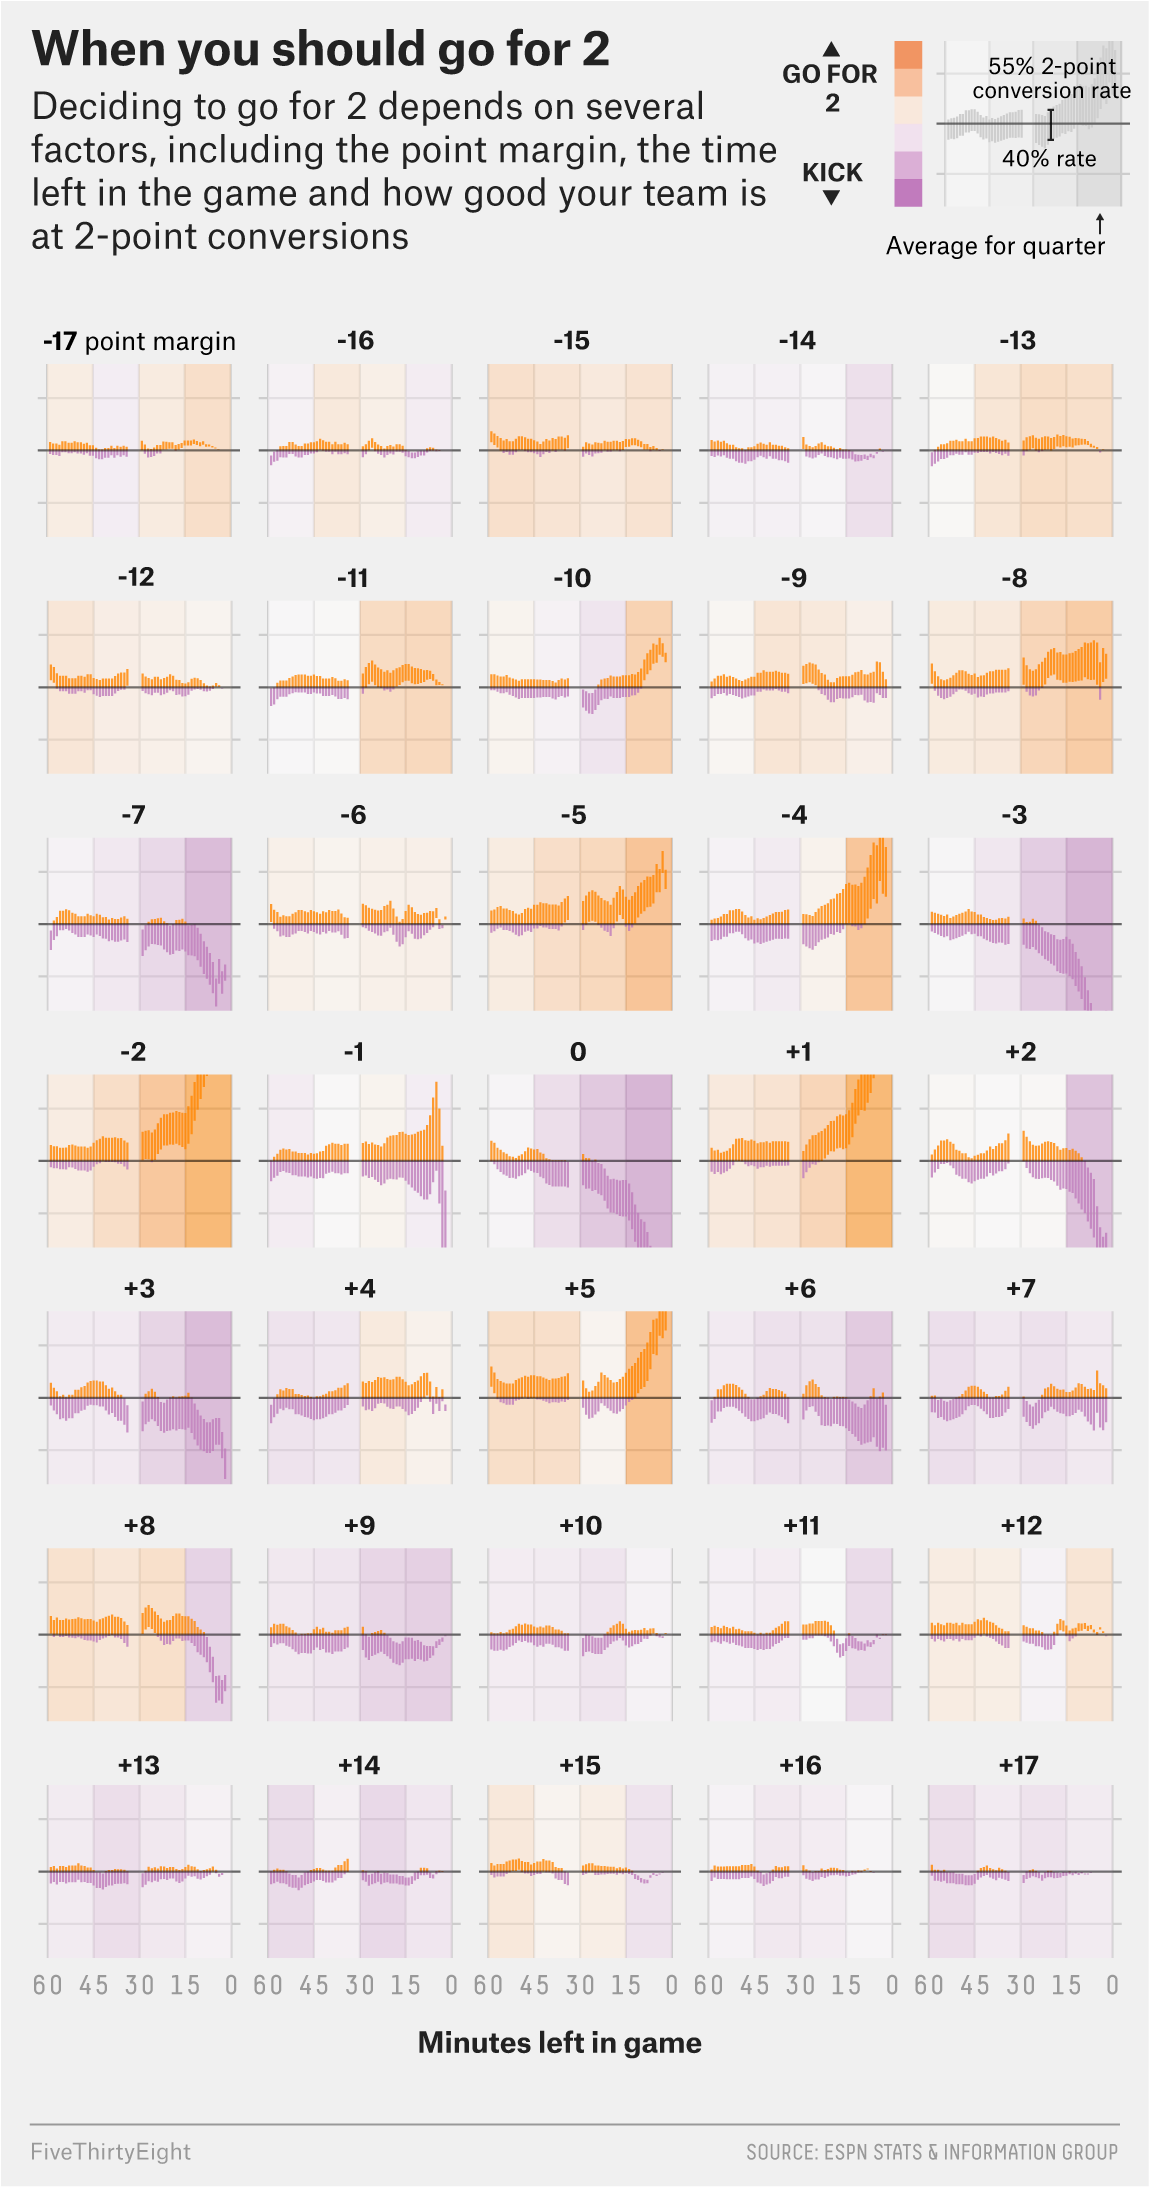 When you should go for 2
Deciding to go for 2 depends on several
factors, including the point margin, the time
left in the game and how good your team is
at 2-point conversions
▲
GO FOR
2
KICK
▼
55% 2-point
conversion rate
40% rate
Average for quarter
-17 point margin
-16
-15
-14
-13
-12
-11
-10
-9
-8
-7
-6
-5
-4
-3
-2
-1
0
+1
+2
+3
+4
+5
+6
+7
+8
+9
+10
+11
+12
+13
+14
+15
+16
+17
60 45 30 15 0 60 45 30 15 0 60 45 30 15 0 60 45 30 15 0 60 45 30 15 0
Minutes left in game
FiveThirtyEight
SOURCE: ESPN STATS & INFORMATION GROUP